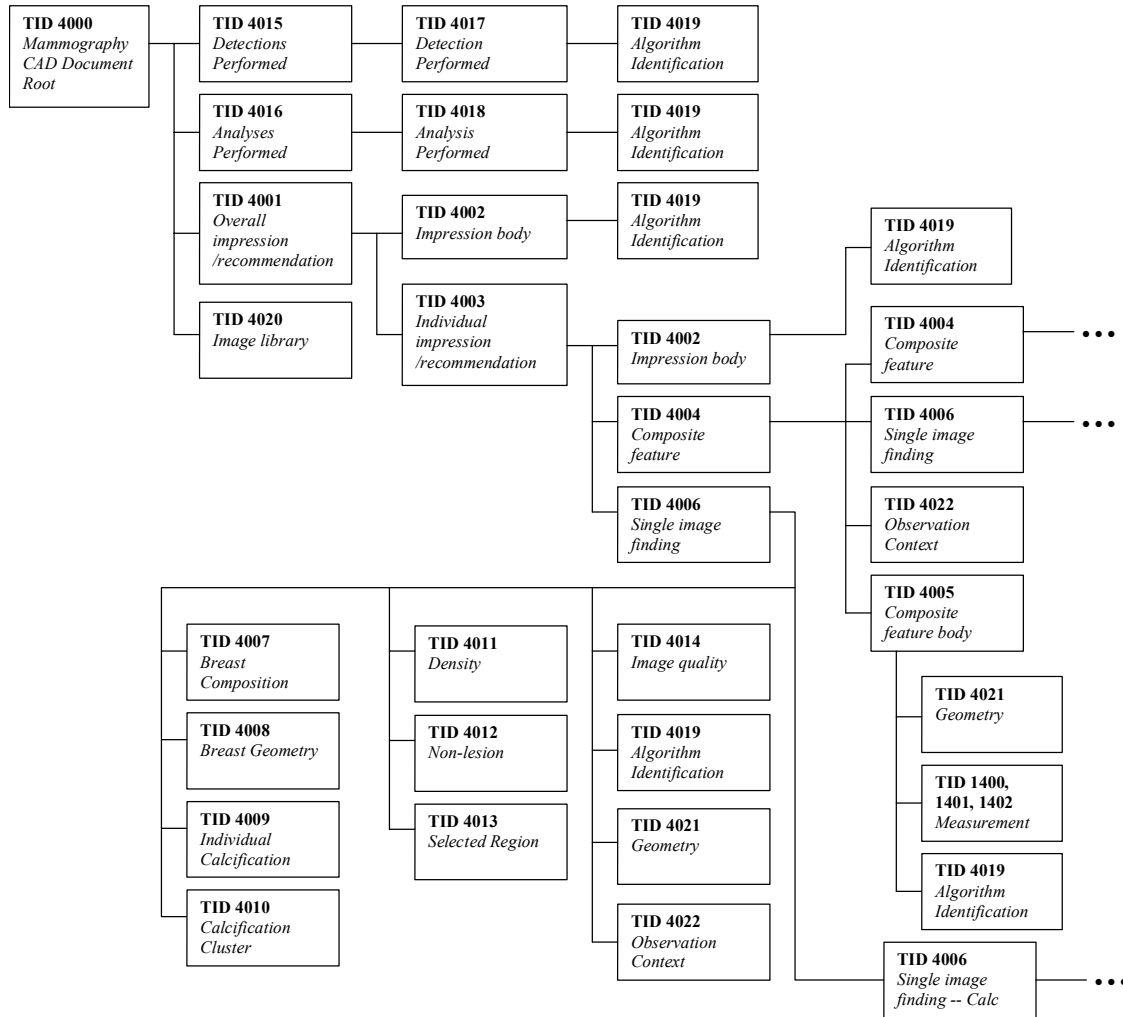 TID 4000
Mammography
CAD Document
Root
TID 4015
Detections
Performed
TID 4017
Detection
Performed
TID 4019
Algorithm
Identification
TID 4016
Analyses
Performed
TID 4018
Analysis
Performed
TID 4019
Algorithm
Identification
TID 4001
Overall
impression
/recommendation
TID 4002
Impression body
TID 4019
Algorithm
Identification
TID 4019
Algorithm
Identification
TID 4020
Image library
TID 4003
Individual
impression
/recommendation
TID 4002
Impression body
TID 4004
Composite
feature
•••
TID 4004
Composite
feature
TID 4006
Single image
finding
•••
TID 4006
Single image
finding
TID 4022
Observation
Context
TID 4005
Composite
feature body
TID 4007
Breast
Composition
TID 4011
Density
TID 4014
Image quality
TID 4021
Geometry
TID 4008
Breast Geometry
TID 4012
Non-lesion
TID 4019
Algorithm
Identification
TID 1400,
1401, 1402
Measurement
TID 4009
Individual
Calcification
TID 4013
Selected Region
TID 4021
Geometry
TID 4019
Algorithm
Identification
TID 4010
Calcification
Cluster
TID 4022
Observation
Context
TID 4006
Single image
finding -- Calc
•••